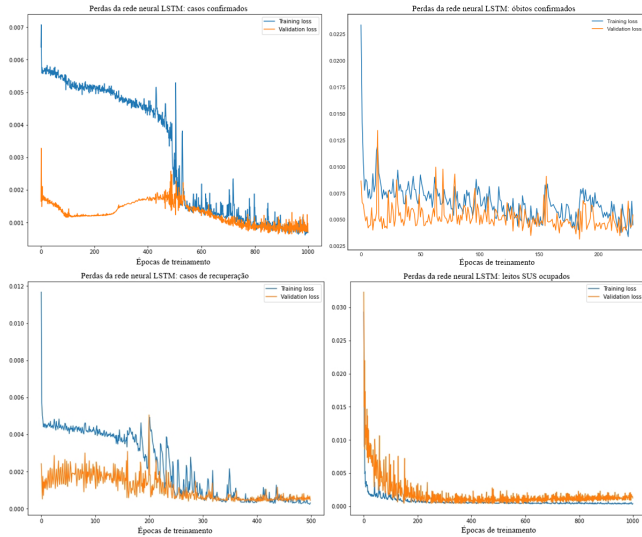 Perdas da rede neural LSTM: casos confirmados
Training loss
Validation loss
0.007
0.006
0.005
0.004
0.003
0.002
0.001
0 200 400 600 800 1000
Épocas de treinamento
Perdas da rede neural LSTM: óbitos confirmados
Training loss
Validation loss
0.0225
0.0200
0.0175
0.0150
0.0125
0.0100
0.0075
0.0050
0.0025
0 50 100 150 200
Épocas de treinamento
Perdas da rede neural LSTM: casos de recuperação
Training loss
Validation loss
0.012
0.010
0.008
0.006
0.004
0.002
0.000
0 100 200 300 400 500
Épocas de treinamento
Perdas da rede neural LSTM: leitos SUS ocupados
Training loss
Validation loss
0.030
0.025
0.020
0.015
0.010
0.005
0.000
0 200 400 600 800 1000
Épocas de treinamento